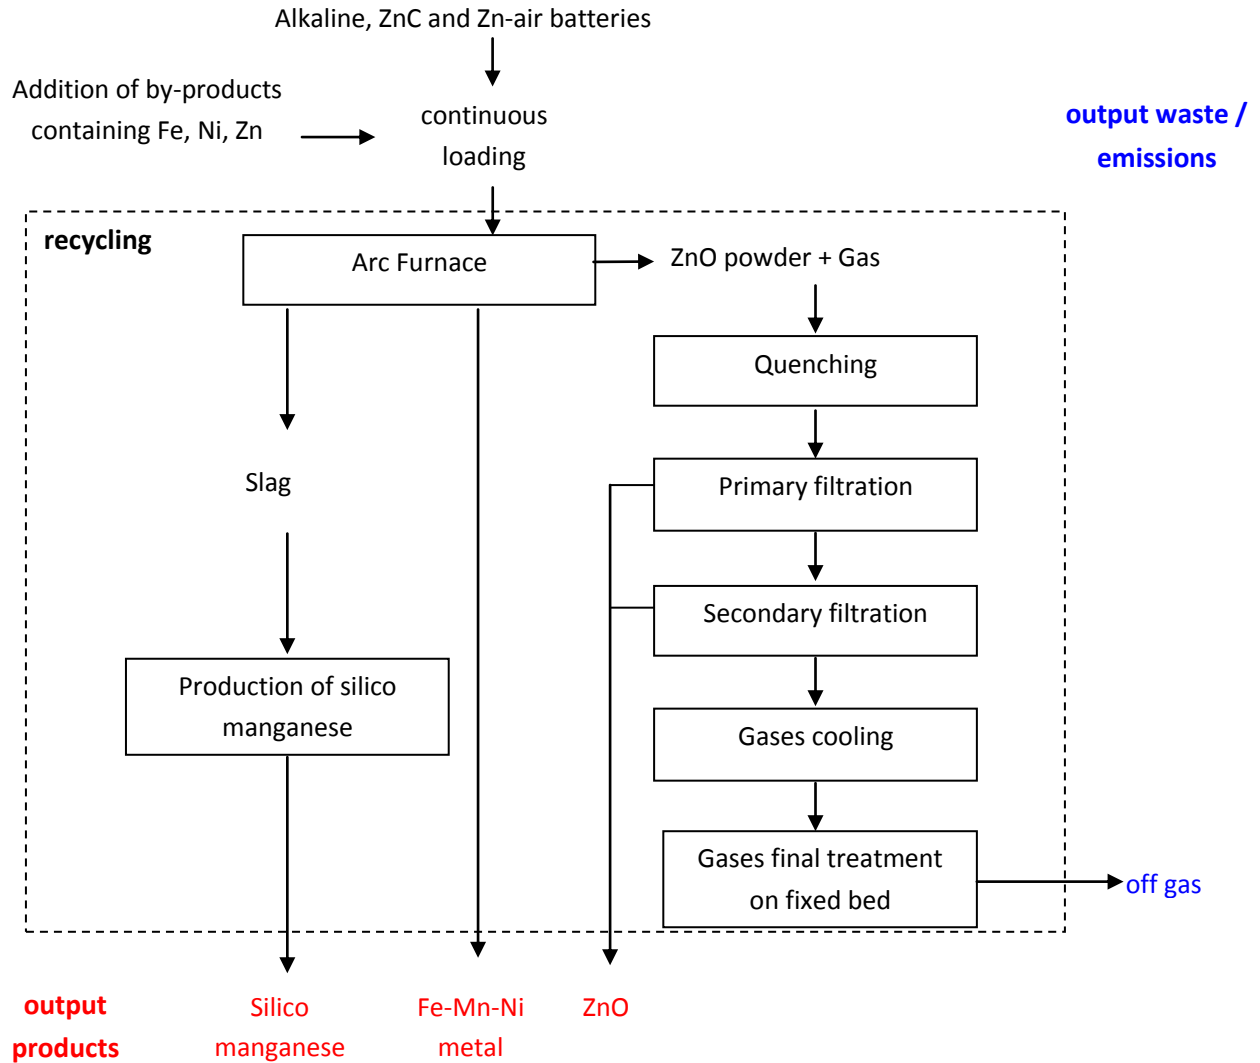 Alkaline, ZnC and Zn-air batteries
Addition of by-products
containing Fe, Ni, Zn
continuous
loading
output waste /
emissions
recycling
Arc Furnace
ZnO powder + Gas
Quenching
Primary filtration
Slag
Secondary filtration
Production of silico
manganese
Gases cooling
Gases final treatment
on fixed bed
off gas
output
products
Silico
manganese
Fe-Mn-Ni
metal
ZnO